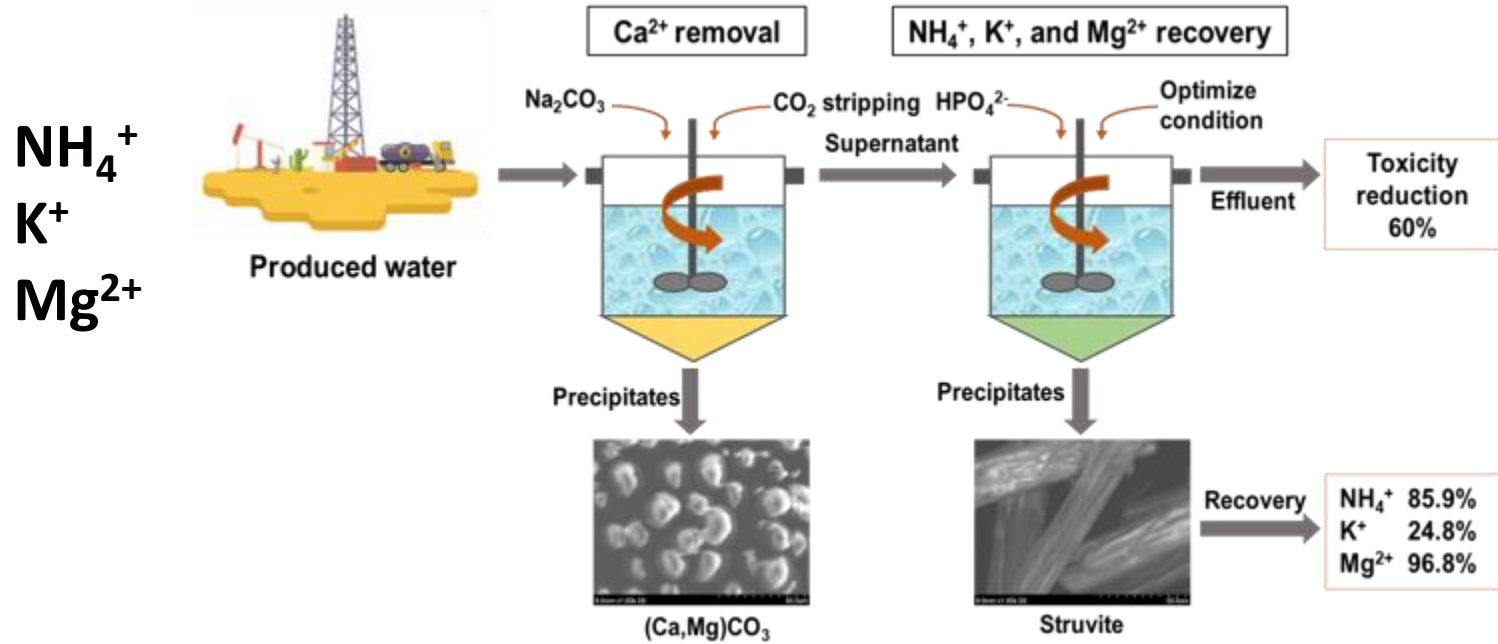 NH₄⁺
K⁺
Mg²⁺
Produced water
Ca²⁺ removal
Na₂CO₃
CO₂ stripping
Supernatant
Precipitates
(Ca,Mg)CO₃
NH₄⁺, K⁺, and Mg²⁺ recovery
HPO₄²⁻
Optimize
condition
Effluent
Toxicity
reduction
60%
Precipitates
Struvite
Recovery
NH₄⁺ 85.9%
K⁺ 24.8%
Mg²⁺ 96.8%